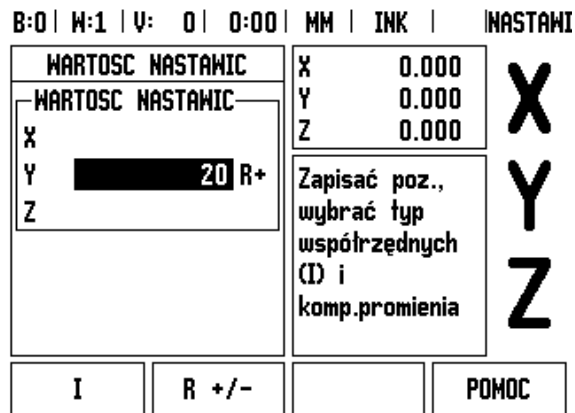 B:0 | W:1 | V: 0 | 0:00 | MM | INK | |NASTAWI
WARTOSC NASTAWIC
WARTOSC NASTAWIC
X
Y 20 R+
Z
X 0.000
Y 0.000
Z 0.000
Zapisać poz.,
wybrać typ
współrzędnych
(I) i
komp.promienia
X
Y
Z
I
R +/-
POMOC